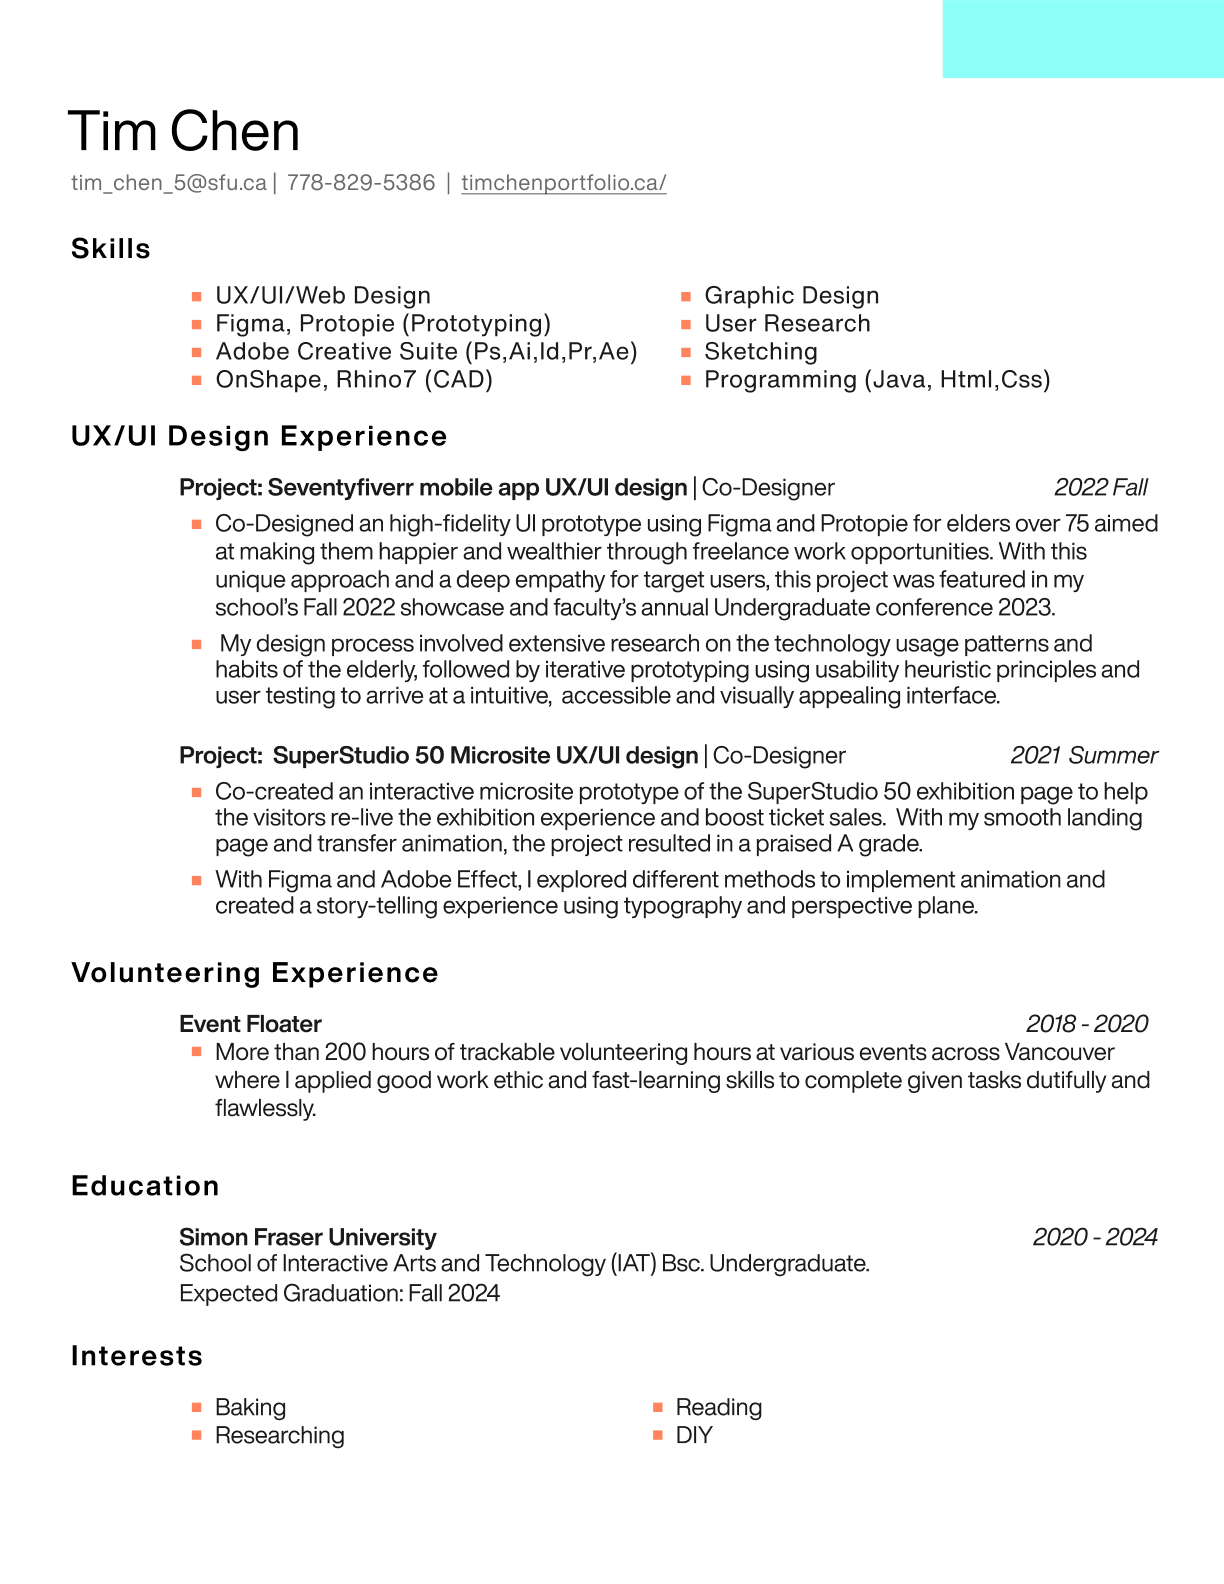 Tim Chen
tim_chen_5@sfu.ca | 778-829-5386 | timchenportfolio.ca/
Skills
UX/UI/Web Design
Figma, Protopie (Prototyping)
Adobe Creative Suite (Ps,Ai,Id,Pr,Ae)
OnShape, Rhino7 (CAD)
Graphic Design
User Research
Sketching
Programming (Java, Html,Css)
UX/UI Design Experience
Project: Seventyfiverr mobile app UX/UI design | Co-Designer 2022 Fall
Co-Designed an high-fidelity UI prototype using Figma and Protopie for elders over 75 aimed
at making them happier and wealthier through freelance work opportunities. With this
unique approach and a deep empathy for target users, this project was featured in my
school’s Fall 2022 showcase and faculty’s annual Undergraduate conference 2023.
My design process involved extensive research on the technology usage patterns and
habits of the elderly, followed by iterative prototyping using usability heuristic principles and
user testing to arrive at a intuitive, accessible and visually appealing interface.
Project: SuperStudio 50 Microsite UX/UI design | Co-Designer 2021 Summer
Co-created an interactive microsite prototype of the SuperStudio 50 exhibition page to help
the visitors re-live the exhibition experience and boost ticket sales. With my smooth landing
page and transfer animation, the project resulted in a praised A grade.
With Figma and Adobe Effect, I explored different methods to implement animation and
created a story-telling experience using typography and perspective plane.
Volunteering Experience
Event Floater 2018 - 2020
More than 200 hours of trackable volunteering hours at various events across Vancouver
where I applied good work ethic and fast-learning skills to complete given tasks dutifully and
flawlessly.
Education
Simon Fraser University 2020 - 2024
School of Interactive Arts and Technology (IAT) Bsc. Undergraduate.
Expected Graduation: Fall 2024
Interests
Baking
Researching
Reading
DIY